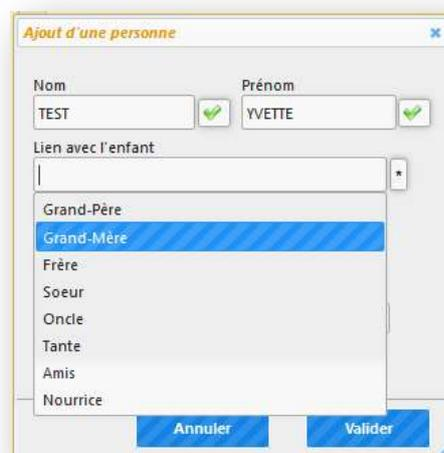 Ajout d'une personne
Nom Prénom
TEST YVETTE
Lien avec l'enfant
*
Grand-Père
Grand-Mère
Frère
Soeur
Oncle
Tante
Amis
Nourrice
Annuler Valider